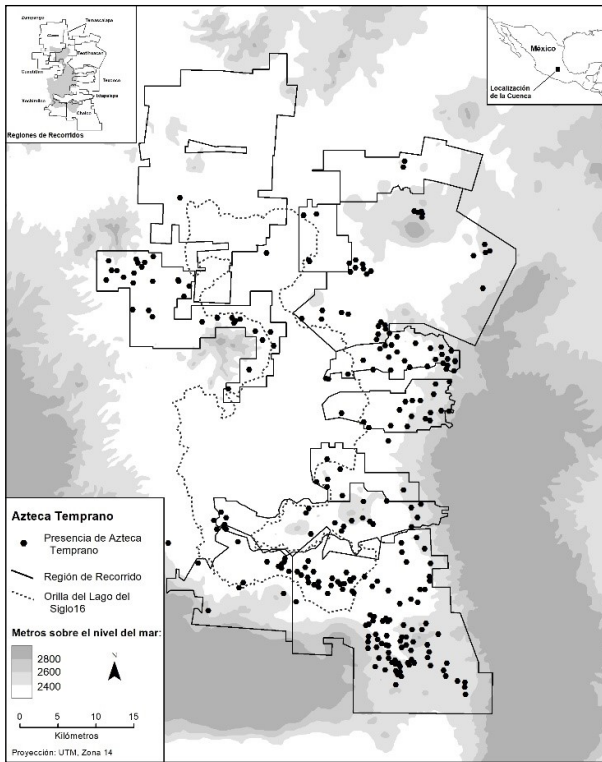 Zumpango
Temascalapa
Teotihuacan
Cuautitlan
Texcoco
Ixtapalapa
Xochimilco
Chalco
Regiones de Recorridos
México
Localización
de la Cuenca
Azteca Temprano
Presencia de Azteca
Temprano
Región de Recorrido
Orilla del Lago del
Siglo16
Metros sobre el nivel del mar:
2800
2600
2400
N
0 5 10 15
Kilómetros
Proyección: UTM, Zona 14